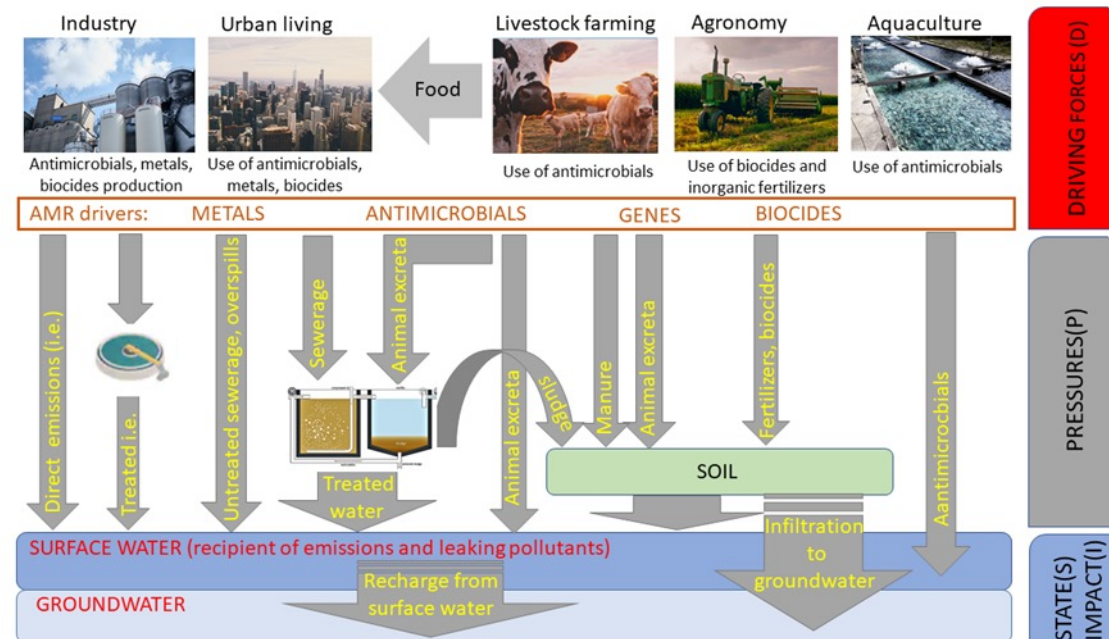 Industry
Urban living
Livestock farming
Agronomy
Aquaculture
Food
Antimicrobials, metals,
biocides production
Use of antimicrobials,
metals, biocides
Use of antimicrobials
Use of biocides and
inorganic fertilizers
Use of antimicrobials
DRIVING FORCES (D)
AMR drivers:
METALS
ANTIMICROBIALS
GENES
BIOCIDES
Direct emissions (i.e.)
Treated i.e.
Untreated sewerage, overspills
Sewerage
Animal excreta
Animal excreta
sludge
Manure
Animal excreta
Fertilizers, biocides
Aantimicrocbials
PRESSURES(P)
Treated
water
SOIL
Infiltration
to
groundwater
SURFACE WATER (recipient of emissions and leaking pollutants)
Recharge from
surface water
GROUNDWATER
STATE(S)
IMPACT(I)